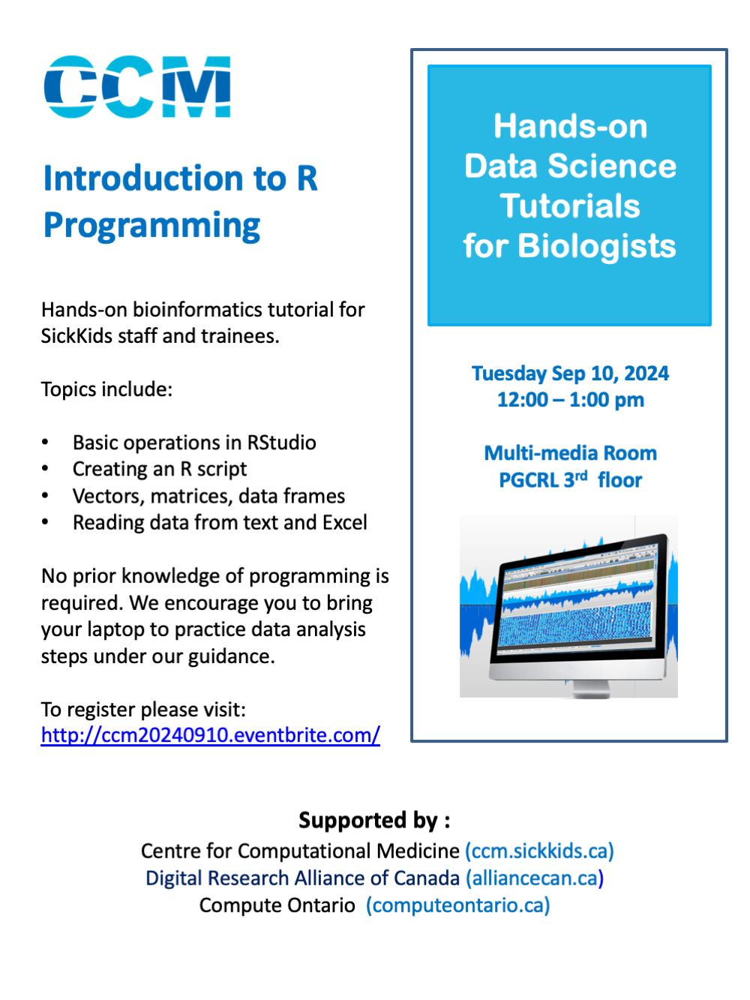 CCM
Introduction to R
Programming
Hands-on bioinformatics tutorial for
SickKids staff and trainees.
Topics include:
• Basic operations in RStudio
• Creating an R script
• Vectors, matrices, data frames
• Reading data from text and Excel
No prior knowledge of programming is
required. We encourage you to bring
your laptop to practice data analysis
steps under our guidance.
To register please visit:
http://ccm20240910.eventbrite.com/
Hands-on
Data Science
Tutorials
for Biologists
Tuesday Sep 10, 2024
12:00 – 1:00 pm
Multi-media Room
PGCRL 3rd floor
Supported by :
Centre for Computational Medicine (ccm.sickkids.ca)
Digital Research Alliance of Canada (alliancecan.ca)
Compute Ontario (computeontario.ca)